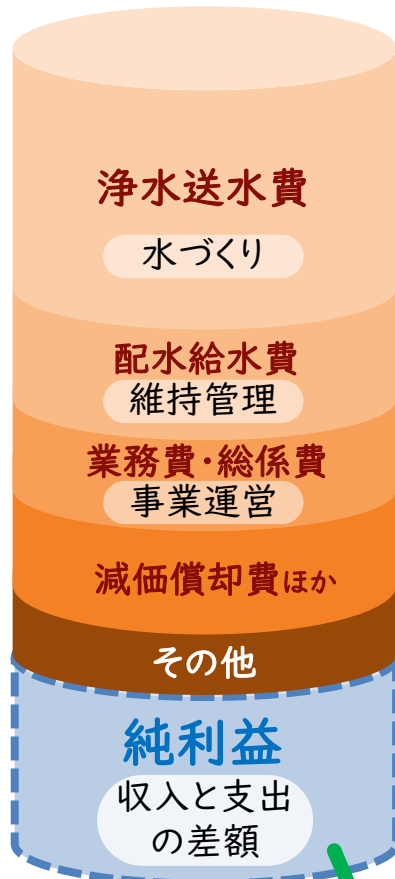 浄水送水費
水づくり
配水給水費
維持管理
業務費・総係費
事業運営
減価償却費ほか
その他
純利益
収入と支出
の差額